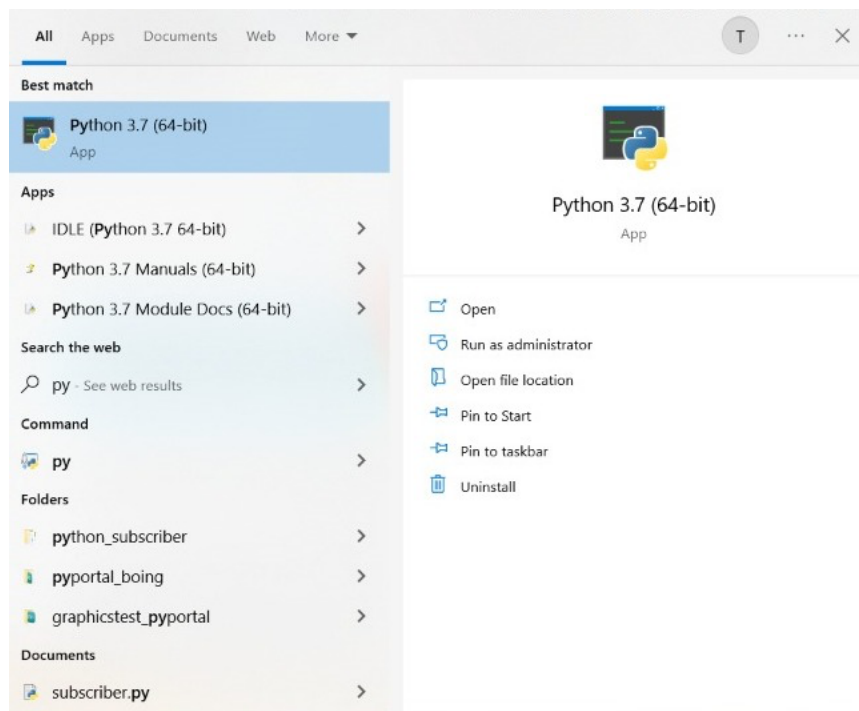 All Apps Documents Web More T ...
Best match
Python 3.7 (64-bit)
App
Apps
IDLE (Python 3.7 64-bit)
Python 3.7 Manuals (64-bit)
Python 3.7 Module Docs (64-bit)
Search the web
py - See web results
Command
py
Folders
python_subscriber
pyportal_boing
graphicstest_pyportal
Documents
subscriber.py
Python 3.7 (64-bit)
App
Open
Run as administrator
Open file location
Pin to Start
Pin to taskbar
Uninstall